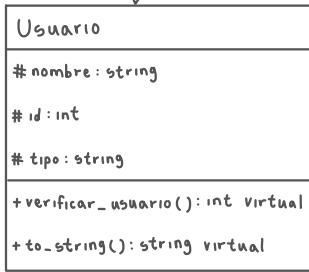 Usuario
# nombre: string
# id: int
# tipo: string
+ verificar_usuario(): int virtual
+ to_string(): string virtual